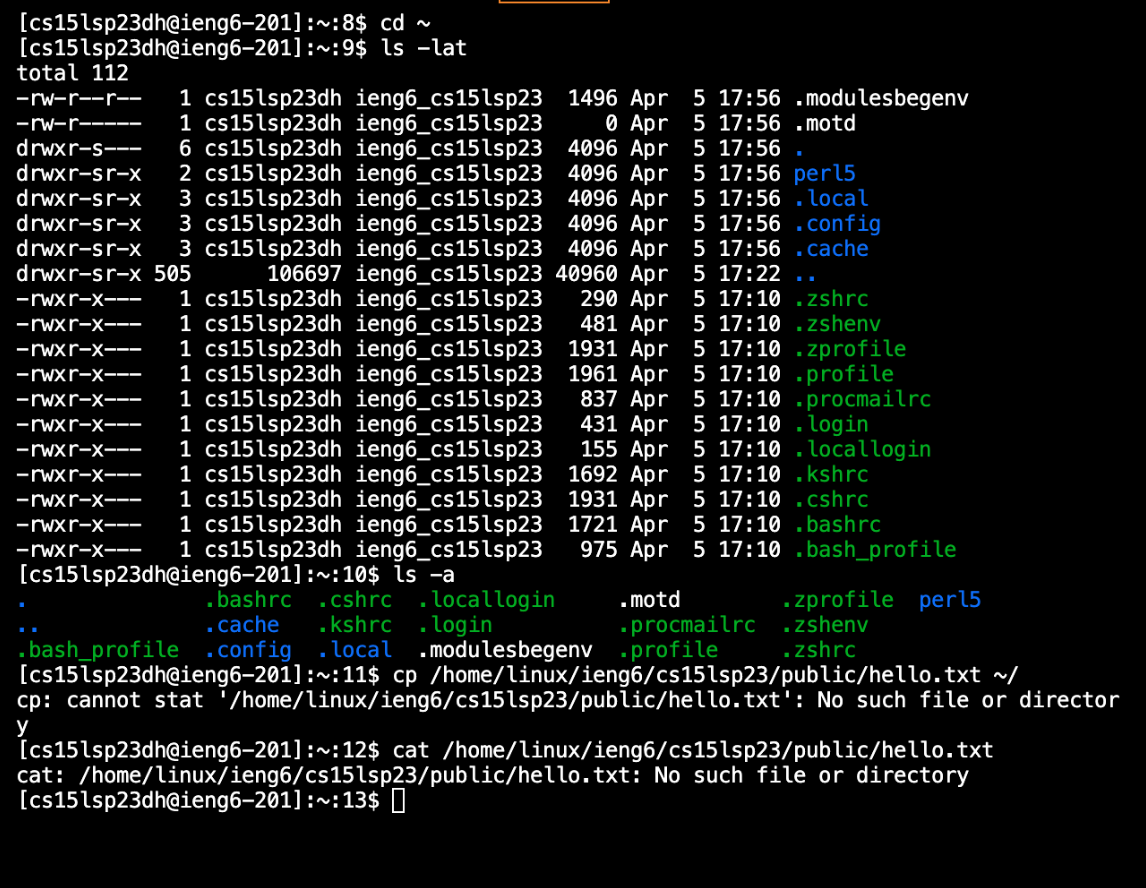 [cs15lsp23dh@ieng6-201]:~:8$ cd ~
[cs15lsp23dh@ieng6-201]:~:9$ ls -lat
total 112
-rw-r--r--   1 cs15lsp23dh ieng6_cs15lsp23  1496 Apr  5 17:56 .modulesbegenv
-rw-r-----   1 cs15lsp23dh ieng6_cs15lsp23     0 Apr  5 17:56 .motd
drwxr-s---   6 cs15lsp23dh ieng6_cs15lsp23  4096 Apr  5 17:56 .
drwxr-sr-x   2 cs15lsp23dh ieng6_cs15lsp23  4096 Apr  5 17:56 perl5
drwxr-sr-x   3 cs15lsp23dh ieng6_cs15lsp23  4096 Apr  5 17:56 .local
drwxr-sr-x   3 cs15lsp23dh ieng6_cs15lsp23  4096 Apr  5 17:56 .config
drwxr-sr-x   3 cs15lsp23dh ieng6_cs15lsp23  4096 Apr  5 17:56 .cache
drwxr-sr-x 505      106697 ieng6_cs15lsp23 40960 Apr  5 17:22 ..
-rwxr-x---   1 cs15lsp23dh ieng6_cs15lsp23   290 Apr  5 17:10 .zshrc
-rwxr-x---   1 cs15lsp23dh ieng6_cs15lsp23   481 Apr  5 17:10 .zshenv
-rwxr-x---   1 cs15lsp23dh ieng6_cs15lsp23  1931 Apr  5 17:10 .zprofile
-rwxr-x---   1 cs15lsp23dh ieng6_cs15lsp23  1961 Apr  5 17:10 .profile
-rwxr-x---   1 cs15lsp23dh ieng6_cs15lsp23   837 Apr  5 17:10 .procmailrc
-rwxr-x---   1 cs15lsp23dh ieng6_cs15lsp23   431 Apr  5 17:10 .login
-rwxr-x---   1 cs15lsp23dh ieng6_cs15lsp23   155 Apr  5 17:10 .locallogin
-rwxr-x---   1 cs15lsp23dh ieng6_cs15lsp23  1692 Apr  5 17:10 .kshrc
-rwxr-x---   1 cs15lsp23dh ieng6_cs15lsp23  1931 Apr  5 17:10 .cshrc
-rwxr-x---   1 cs15lsp23dh ieng6_cs15lsp23  1721 Apr  5 17:10 .bashrc
-rwxr-x---   1 cs15lsp23dh ieng6_cs15lsp23   975 Apr  5 17:10 .bash_profile
[cs15lsp23dh@ieng6-201]:~:10$ ls -a
.              .bashrc  .cshrc  .locallogin     .motd        .zprofile  perl5
..             .cache   .kshrc  .login          .procmailrc  .zshenv
.bash_profile  .config  .local  .modulesbegenv  .profile     .zshrc
[cs15lsp23dh@ieng6-201]:~:11$ cp /home/linux/ieng6/cs15lsp23/public/hello.txt ~/
cp: cannot stat '/home/linux/ieng6/cs15lsp23/public/hello.txt': No such file or director
y
[cs15lsp23dh@ieng6-201]:~:12$ cat /home/linux/ieng6/cs15lsp23/public/hello.txt
cat: /home/linux/ieng6/cs15lsp23/public/hello.txt: No such file or directory
[cs15lsp23dh@ieng6-201]:~:13$